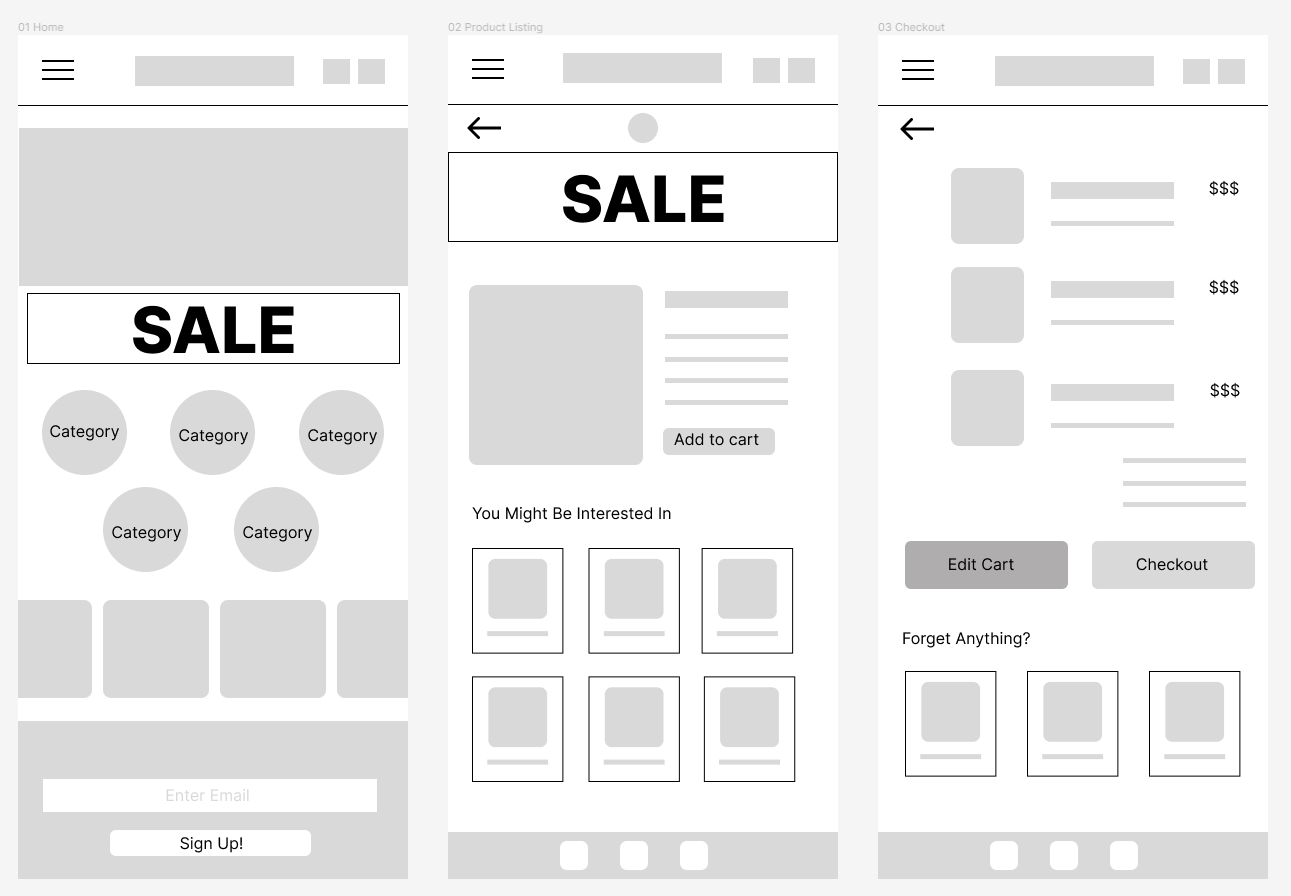 01 Home
SALE
Category
Category
Category
Category
Category
Enter Email
Sign Up!
02 Product Listing
SALE
Add to cart
You Might Be Interested In
03 Checkout
$$$
$$$
$$$
Edit Cart
Checkout
Forget Anything?